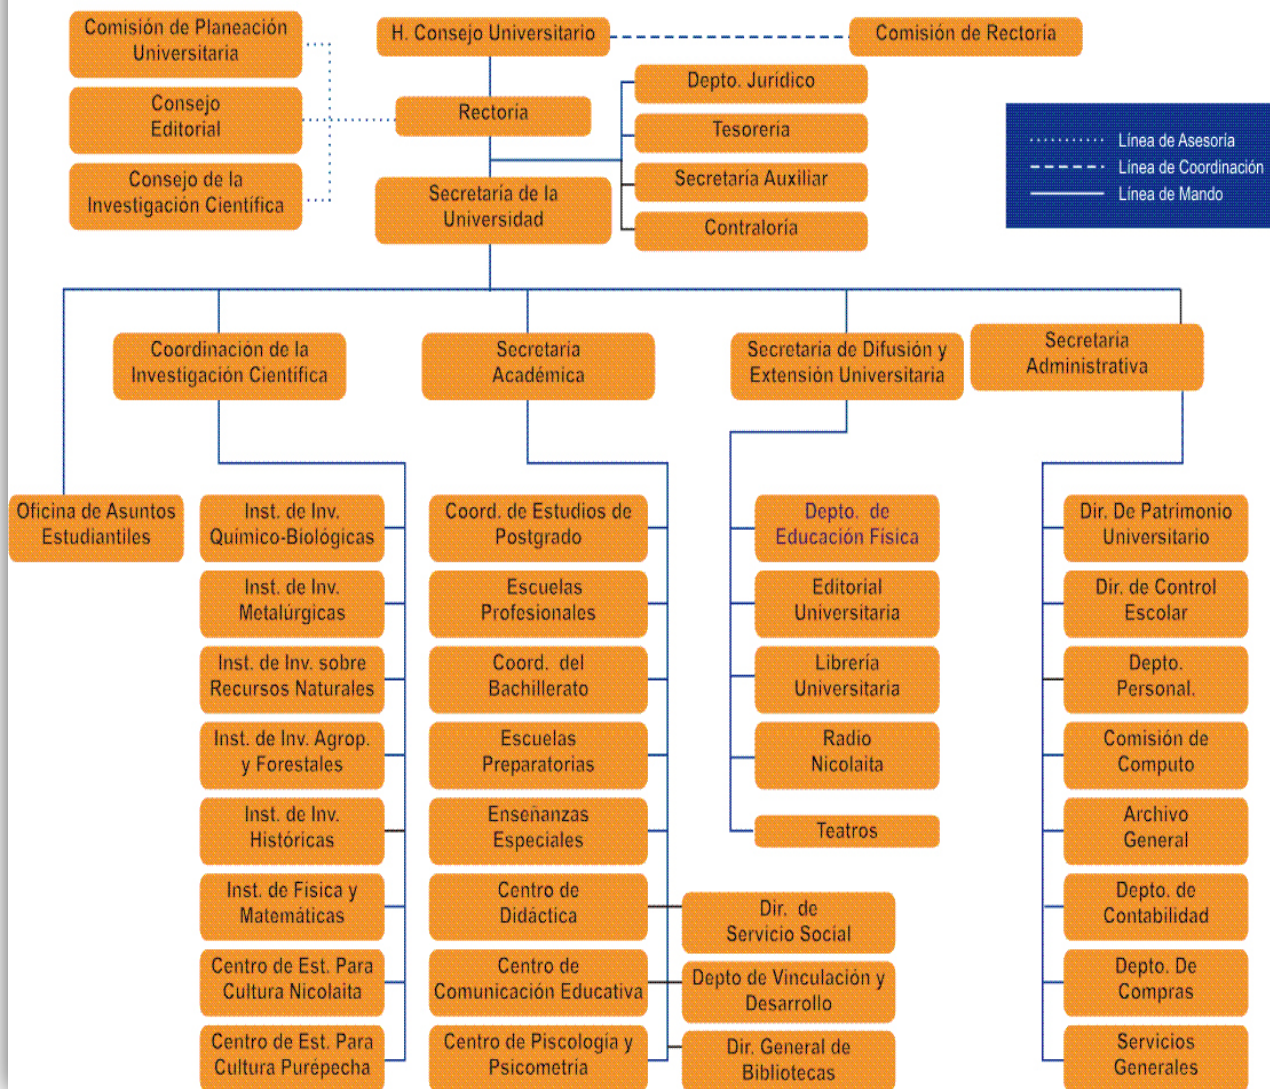 Comisión de Planeación
Universitaria
H. Consejo Universitario
Comisión de Rectoría
Consejo
Editorial
Rectoría
Depto. Jurídico
Tesorería
Secretaría Auxiliar
Contraloría
Consejo de la
Investigación Científica
Secretaría de la
Universidad
Línea de Asesoría
Línea de Coordinación
Línea de Mando
Coordinación de la
Investigación Científica
Secretaría
Académica
Secretaría de Difusión y
Extensión Universitaria
Secretaría
Administrativa
Oficina de Asuntos
Estudiantiles
Inst. de Inv.
Químico-Biológicas
Inst. de Inv.
Metalúrgicas
Inst. de Inv. sobre
Recursos Naturales
Inst. de Inv. Agrop.
y Forestales
Inst. de Inv.
Históricas
Inst. de Física y
Matemáticas
Centro de Est. Para
Cultura Nicolaita
Centro de Est. Para
Cultura Purépecha
Coord. de Estudios de
Postgrado
Escuelas
Profesionales
Coord. del
Bachillerato
Escuelas
Preparatorias
Enseñanzas
Especiales
Centro de
Didáctica
Centro de
Comunicación Educativa
Centro de Piscología y
Psicometría
Dir. de
Servicio Social
Depto de Vinculación y
Desarrollo
Dir. General de
Bibliotecas
Depto. de
Educación Física
Editorial
Universitaria
Librería
Universitaria
Radio
Nicolaita
Teatros
Dir. De Patrimonio
Universitario
Dir. de Control
Escolar
Depto.
Personal.
Comisión de
Computo
Archivo
General
Depto. de
Contabilidad
Depto. De
Compras
Servicios
Generales